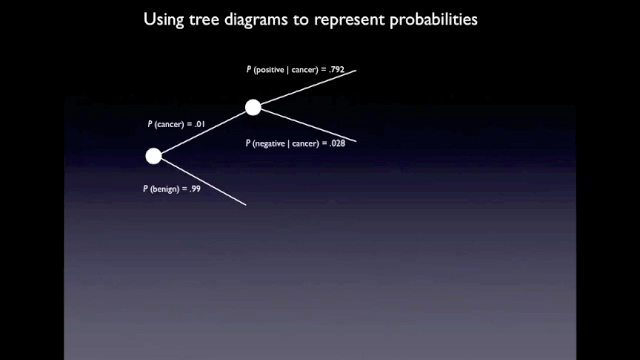 Using tree diagrams to represent probabilities
P (positive | cancer) = .792
P (cancer) = .01
P (negative | cancer) = .028
P (benign) = .99